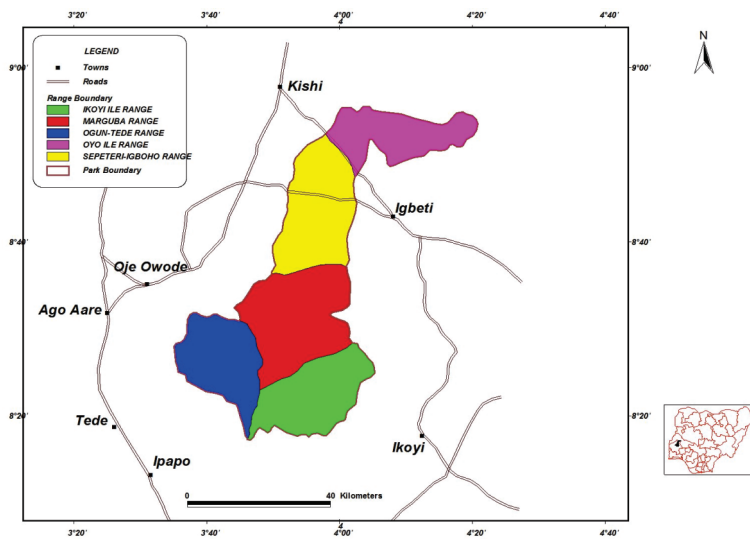 3°20' 3°40' 4°00' 4°20' 4°40'
4
N
9°00' 9°00'
LEGEND
Towns
Roads
Range Boundary
IKOYI ILE RANGE
MARGUBA RANGE
OGUN-TEDE RANGE
OYO ILE RANGE
SEPETERI-IGBOHO RANGE
Park Boundary
Kishi
Igbeti
8°40' 8°40'
Oje Owode
Ago Aare
8°20' 8°20'
Tede
Ikoyi
Ipapo
0 40 Kilometers
3°20' 3°40' 4°00' 4°20' 4°40'